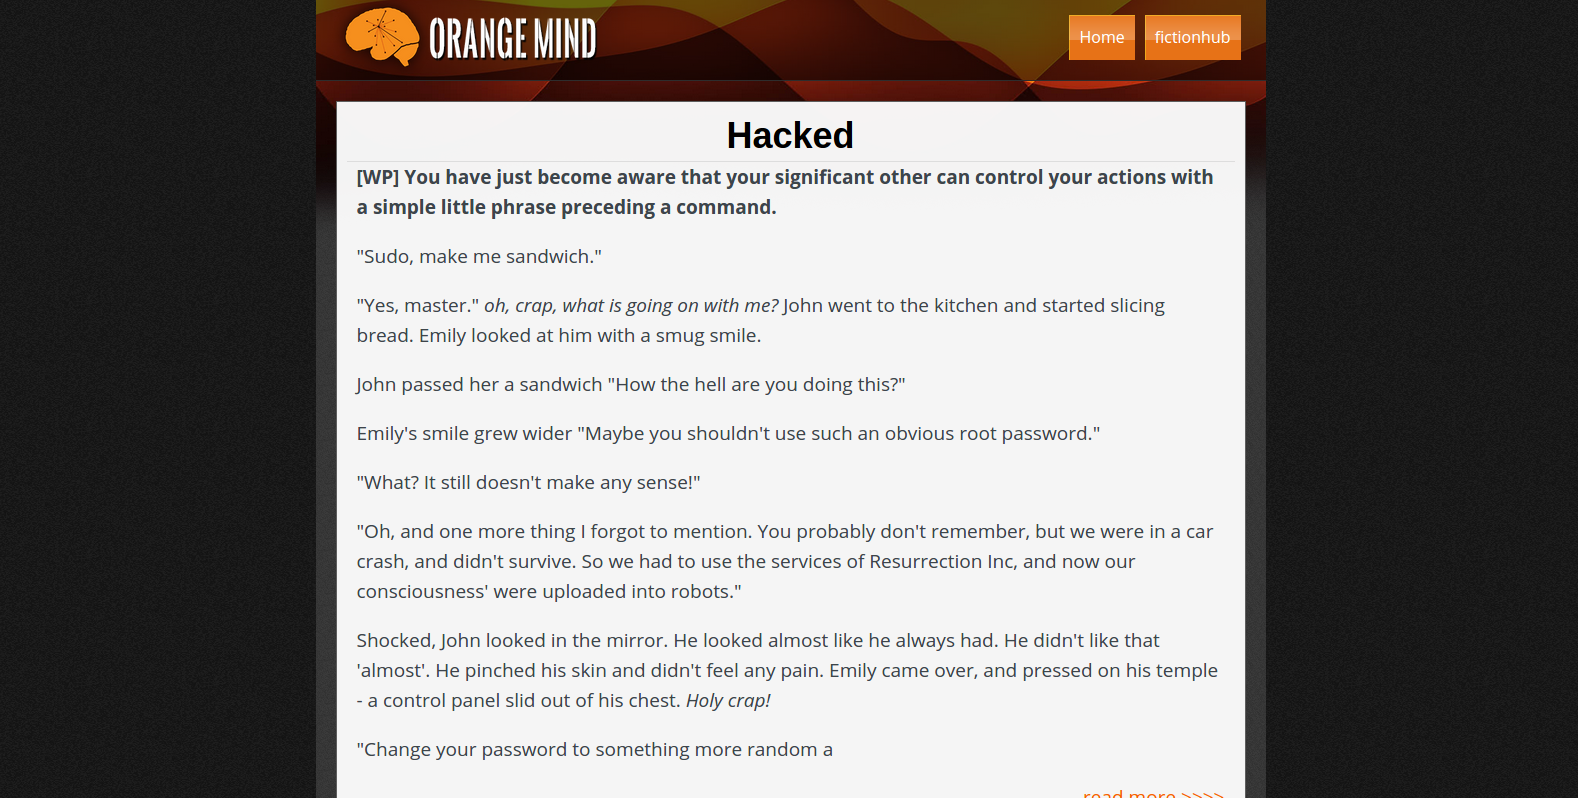 ORANGE MIND
Home
fictionhub
Hacked
[WP] You have just become aware that your significant other can control your actions with
a simple little phrase preceding a command.
"Sudo, make me sandwich."
"Yes, master." oh, crap, what is going on with me? John went to the kitchen and started slicing
bread. Emily looked at him with a smug smile.
John passed her a sandwich "How the hell are you doing this?"
Emily's smile grew wider "Maybe you shouldn't use such an obvious root password."
"What? It still doesn't make any sense!"
"Oh, and one more thing I forgot to mention. You probably don't remember, but we were in a car
crash, and didn't survive. So we had to use the services of Resurrection Inc, and now our
consciousness' were uploaded into robots."
Shocked, John looked in the mirror. He looked almost like he always had. He didn't like that
'almost'. He pinched his skin and didn't feel any pain. Emily came over, and pressed on his temple
- a control panel slid out of his chest. Holy crap!
"Change your password to something more random a
read more >>>>